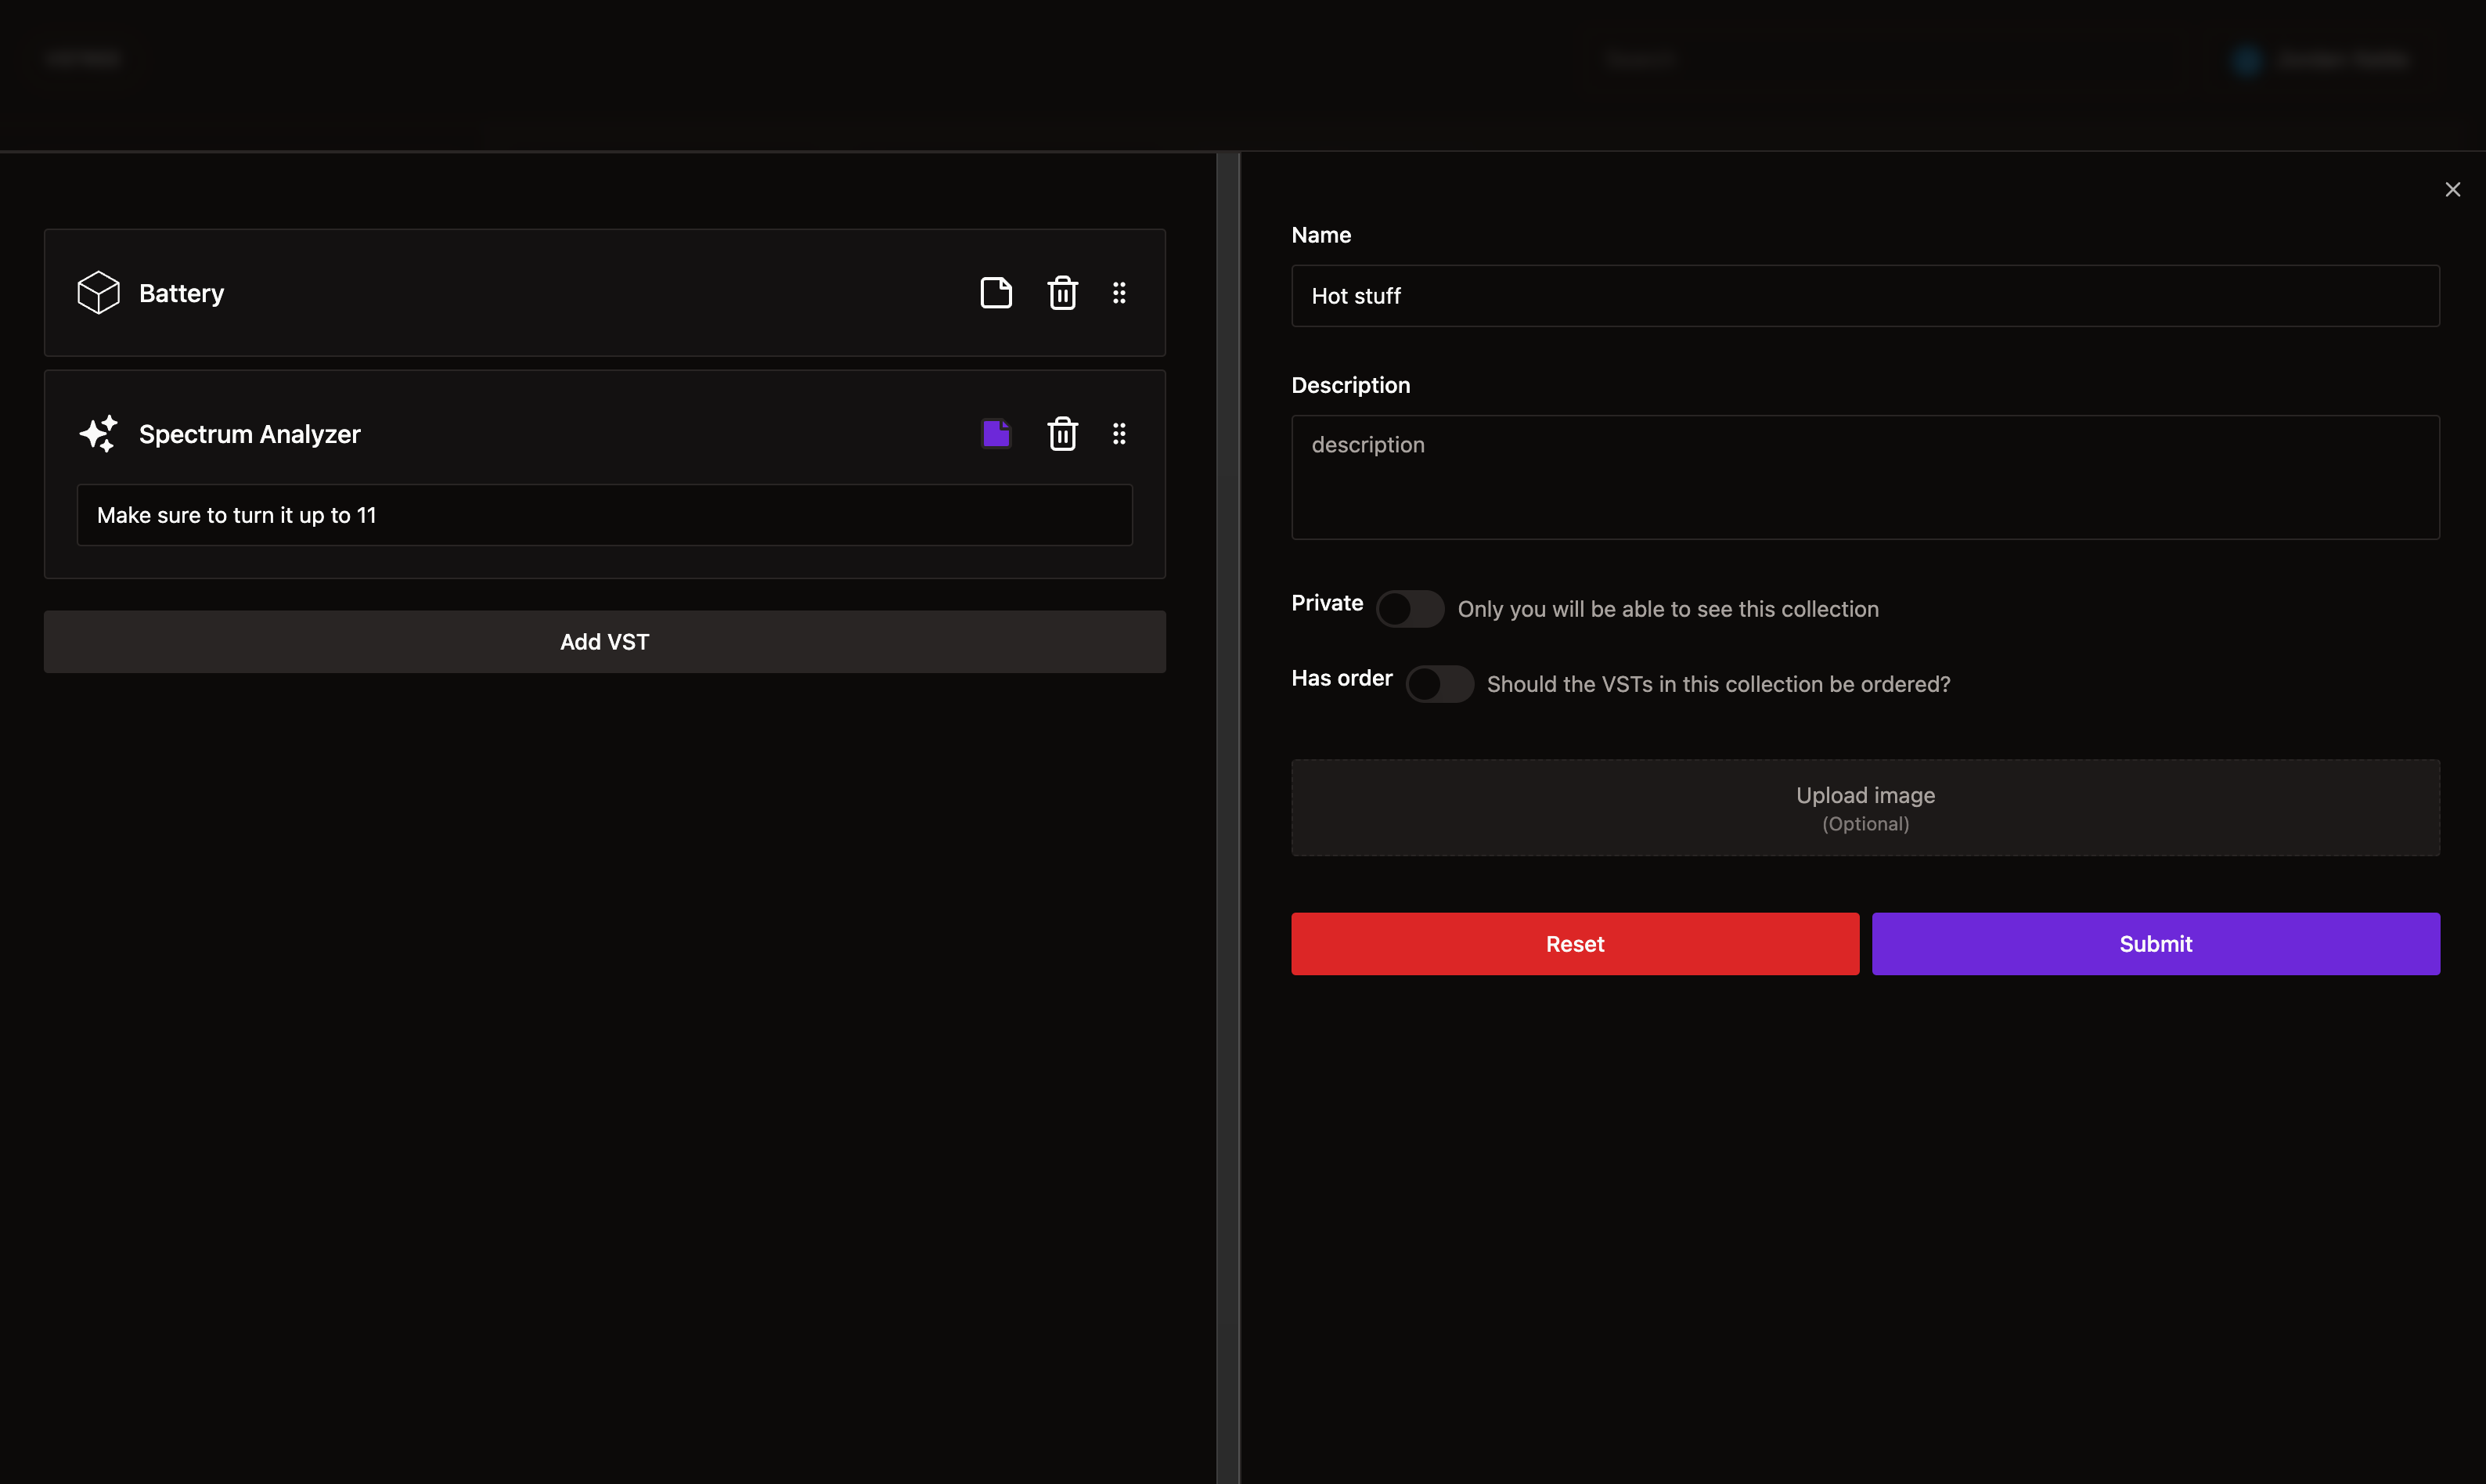 Battery
Spectrum Analyzer
Make sure to turn it up to 11
Add VST
Name
Hot stuff
Description
description
Private Only you will be able to see this collection
Has order Should the VSTs in this collection be ordered?
Upload image
(Optional)
Reset
Submit